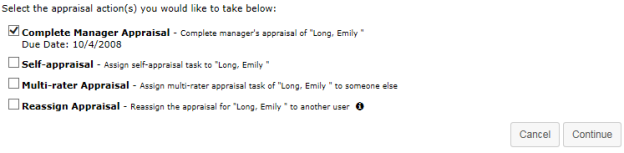 Select the appraisal action(s) you would like to take below:
Complete Manager Appraisal - Complete manager's appraisal of "Long, Emily "
Due Date: 10/4/2008
Self-appraisal - Assign self-appraisal task to "Long, Emily "
Multi-rater Appraisal - Assign multi-rater appraisal task of "Long, Emily " to someone else
Reassign Appraisal - Reassign the appraisal for "Long, Emily " to another user
Cancel Continue